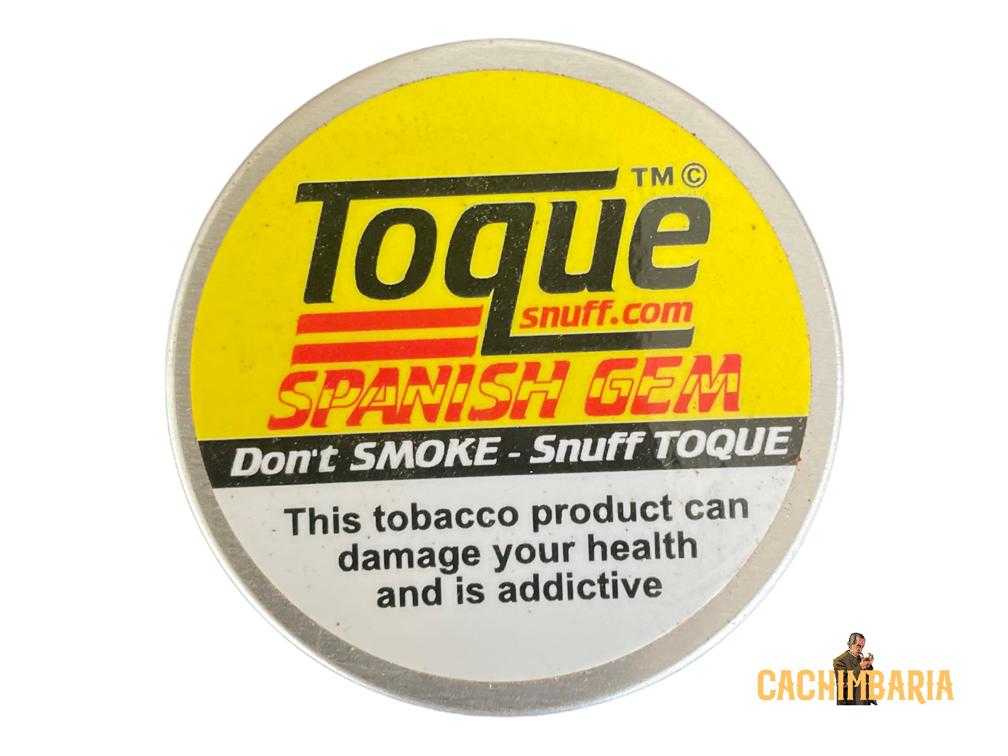 TM©
Toque
snuff.com
SPANISH GEM
Don't SMOKE - Snuff TOQUE
This tobacco product can
damage your health
and is addictive
CACHIMBARIA